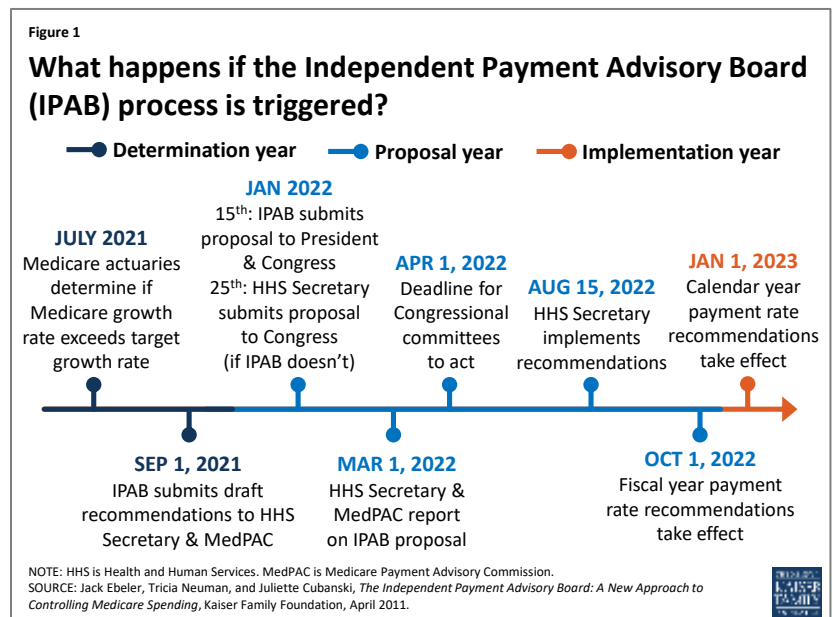 Figure 1
What happens if the Independent Payment Advisory Board
(IPAB) process is triggered?
Determination year
Proposal year
Implementation year
JULY 2021
Medicare actuaries
determine if
Medicare growth
rate exceeds target
growth rate
SEP 1, 2021
IPAB submits draft
recommendations to HHS
Secretary & MedPAC
JAN 2022
15th: IPAB submits
proposal to President
& Congress
25th: HHS Secretary
submits proposal
to Congress
(if IPAB doesn’t)
MAR 1, 2022
HHS Secretary &
MedPAC report
on IPAB proposal
APR 1, 2022
Deadline for
Congressional
committees
to act
AUG 15, 2022
HHS Secretary
implements
recommendations
OCT 1, 2022
Fiscal year payment
rate recommendations
take effect
JAN 1, 2023
Calendar year
payment rate
recommendations
take effect
NOTE: HHS is Health and Human Services. MedPAC is Medicare Payment Advisory Commission.
SOURCE: Jack Ebeler, Tricia Neuman, and Juliette Cubanski, The Independent Payment Advisory Board: A New Approach to
Controlling Medicare Spending, Kaiser Family Foundation, April 2011.
KAISER
FAMILY